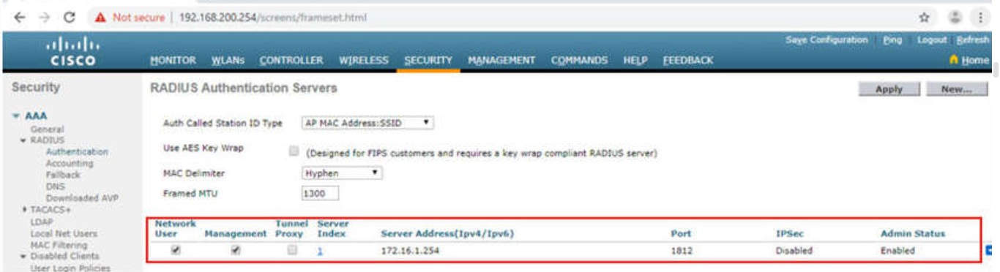 Not secure | 192.168.200.254/screens/frameset.html
Save Configuration Ping Logout Refresh
CISCO MONITOR WLANs CONTROLLER WIRELESS SECURITY MANAGEMENT COMMANDS HELP FEEDBACK Home
Security
AAA
General
RADIUS
Authentication
Accounting
Fallback
DNS
Downloaded AVP
TACACS+
LDAP
Local Net Users
MAC Filtering
Disabled Clients
User Login Policies
RADIUS Authentication Servers Apply New...
Auth Called Station ID Type AP MAC Address:SSID
Use AES Key Wrap (Designed for FIPS customers and requires a key wrap compliant RADIUS server)
MAC Delimiter Hyphen
Framed MTU 1300
Network User Management Tunnel Proxy Server Index Server Address(Ipv4/Ipv6) Port IPSec Admin Status
1 172.16.1.254 1812 Disabled Enabled